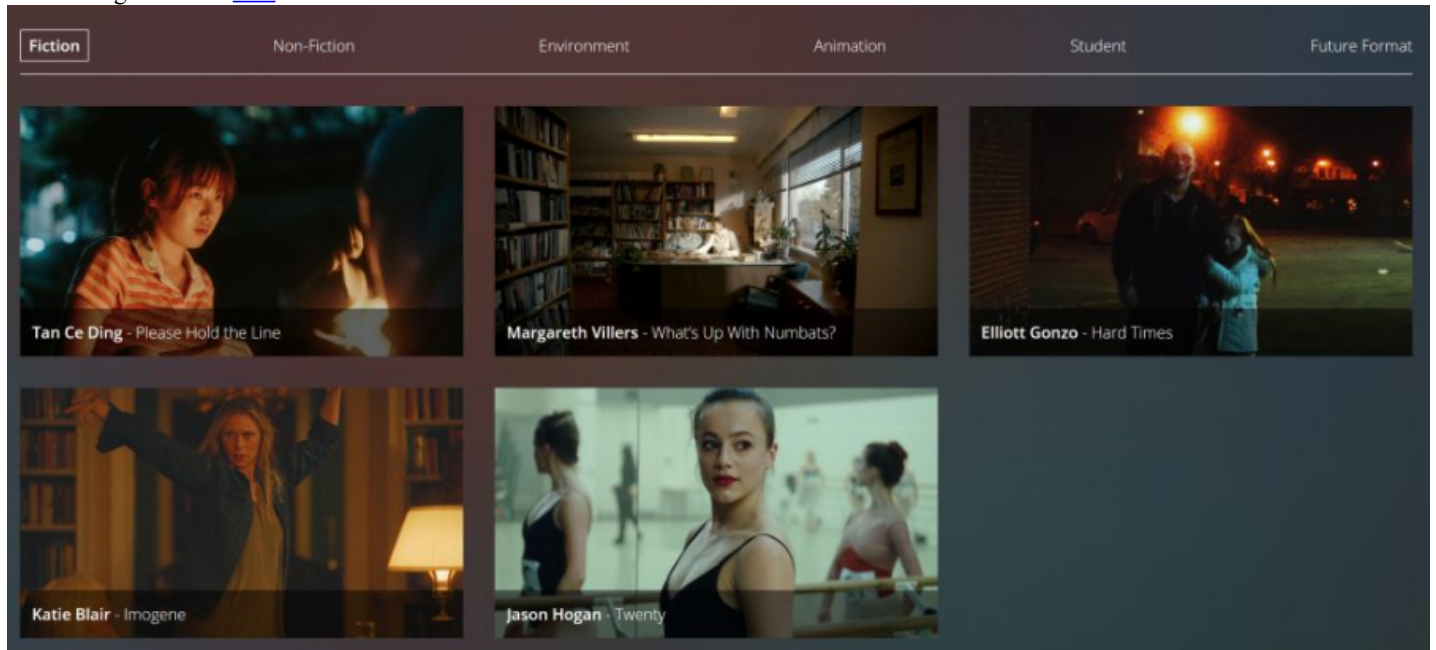 Fiction
Non-Fiction
Environment
Animation
Student
Future Format
Tan Ce Ding - Please Hold the Line
Margareth Villers - What's Up With Numbats?
Elliott Gonzo - Hard Times
Katie Blair - Imogene
Jason Hogan - Twenty